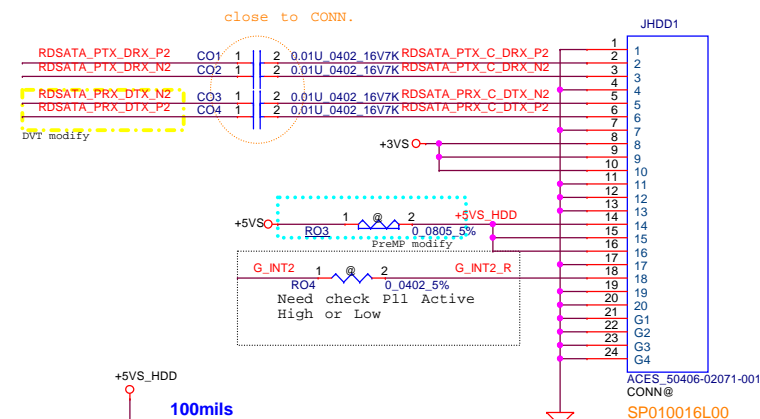 close to CONN.
JHDD1
RDSATA_PTX_DRX_P2 CO1 1 2 0.01U_0402_16V7K RDSATA_PTX_C_DRX_P2
RDSATA_PTX_DRX_N2 CO2 1 2 0.01U_0402_16V7K RDSATA_PTX_C_DRX_N2
RDSATA_PRX_DTX_N2 CO3 1 2 0.01U_0402_16V7K RDSATA_PRX_C_DTX_N2
RDSATA_PRX_DTX_P2 CO4 1 2 0.01U_0402_16V7K RDSATA_PRX_C_DTX_P2
DVT modify
1 1
2 2
3 3
4 4
5 5
6 6
7 7
+3VS 8 8
9 9
10 10
11 11
12 12
13 13
+5VS 1 @ 2 +5VS_HDD 14 14
RO3 0_0805_5% 15 15
PreMP modify
16 16
17 17
G_INT2 1 @ 2 G_INT2_R 18 18
RO4 0_0402_5%
19 19
20 20
21 G1
22 G2
23 G3
24 G4
Need check Pll Active
High or Low
ACES_50406-02071-001
CONN@
SP010016L00
+5VS_HDD
100mils